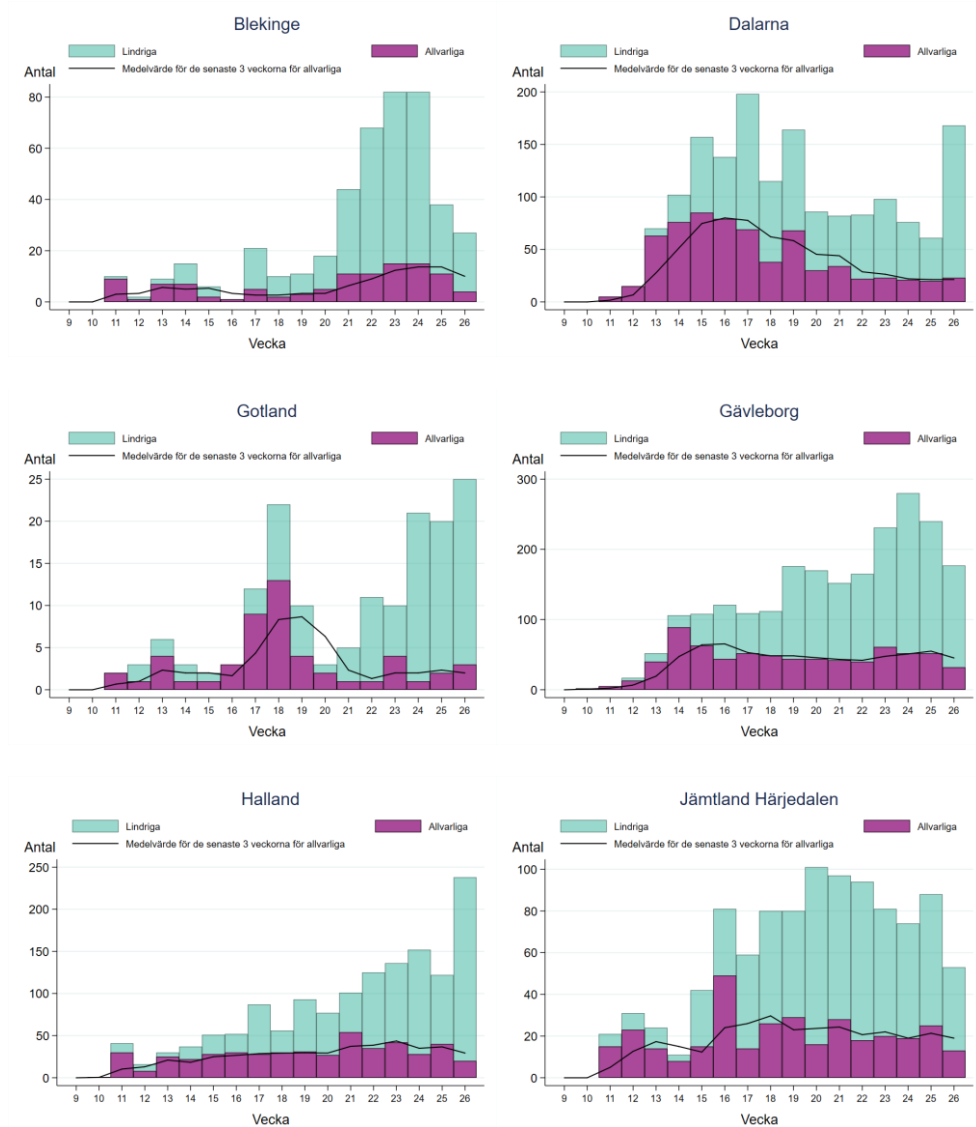 Blekinge
Lindriga Allvarliga
Antal Medelvärde för de senaste 3 veckorna för allvarliga
80
60
40
20
0
9 10 11 12 13 14 15 16 17 18 19 20 21 22 23 24 25 26
Vecka
Dalarna
Lindriga Allvarliga
Antal Medelvärde för de senaste 3 veckorna för allvarliga
200
150
100
50
0
9 10 11 12 13 14 15 16 17 18 19 20 21 22 23 24 25 26
Vecka
Gotland
Lindriga Allvarliga
Antal Medelvärde för de senaste 3 veckorna för allvarliga
25
20
15
10
5
0
9 10 11 12 13 14 15 16 17 18 19 20 21 22 23 24 25 26
Vecka
Gävleborg
Lindriga Allvarliga
Antal Medelvärde för de senaste 3 veckorna för allvarliga
300
200
100
0
9 10 11 12 13 14 15 16 17 18 19 20 21 22 23 24 25 26
Vecka
Halland
Lindriga Allvarliga
Antal Medelvärde för de senaste 3 veckorna för allvarliga
250
200
150
100
50
0
9 10 11 12 13 14 15 16 17 18 19 20 21 22 23 24 25 26
Vecka
Jämtland Härjedalen
Lindriga Allvarliga
Antal Medelvärde för de senaste 3 veckorna för allvarliga
100
80
60
40
20
0
9 10 11 12 13 14 15 16 17 18 19 20 21 22 23 24 25 26
Vecka